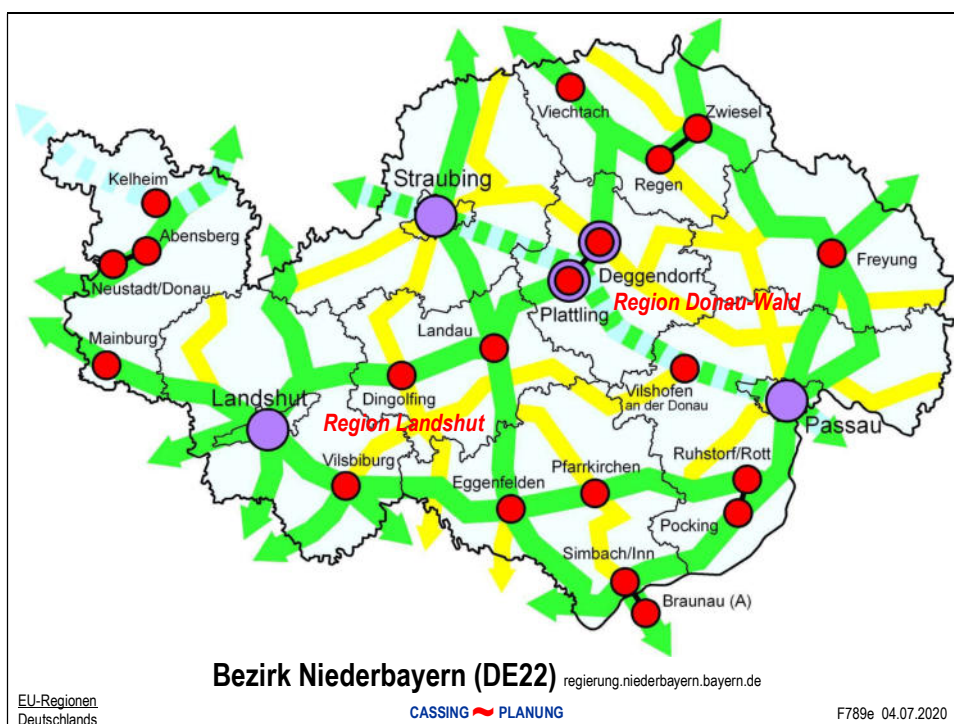 Viechtach
Zwiesel
Kelheim
Straubing
Regen
Abensberg
Deggendorf
Freyung
Neustadt/Donau
Plattling
Region Donau-Wald
Mainburg
Landau
Landshut
Dingolfing
Vilshofen
an der Donau
Region Landshut
Passau
Vilsbiburg
Eggenfelden
Pfarrkirchen
Ruhstorf/Rott
Pocking
Simbach/Inn
Braunau (A)
Bezirk Niederbayern (DE22) regierung.niederbayern.bayern.de
EU-Regionen
Deutschlands
CASSING ~ PLANUNG
F789e 04.07.2020